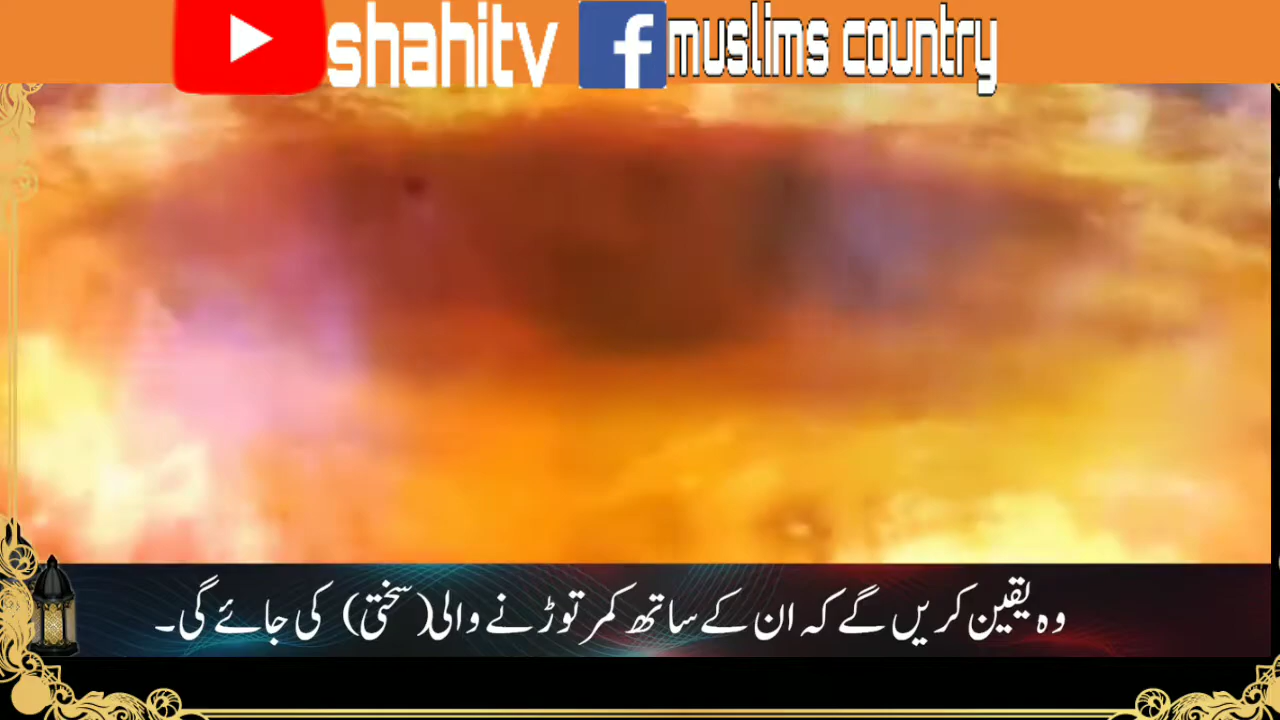 shahitv muslims country
وہ یقین کریں گے کہ ان کے ساتھ کمر توڑنے والی (سختی) کی جائے گی۔